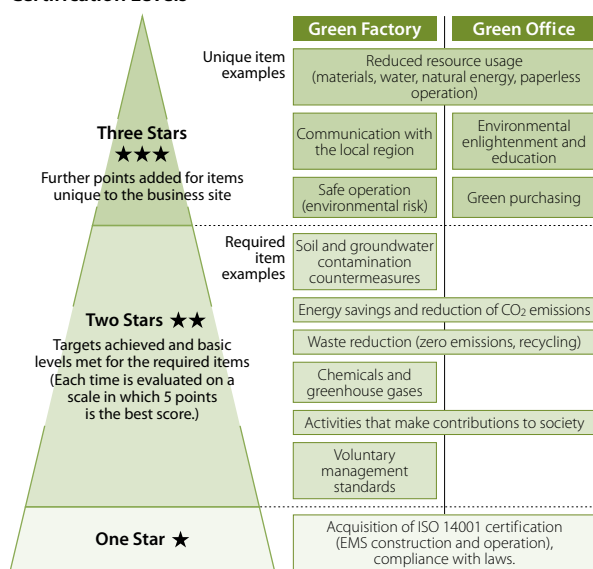 Green Factory
Green Office
Unique item
examples
Reduced resource usage
(materials, water, natural energy, paperless
operation)
Three Stars
★★★
Further points added for items
unique to the business site
Communication with
the local region
Environmental
enlightenment and
education
Safe operation
(environmental risk)
Green purchasing
Required
item
examples
Soil and groundwater
contamination
countermeasures
Two Stars ★★
Targets achieved and basic
levels met for the required items
(Each time is evaluated on a
scale in which 5 points
is the best score.)
Energy savings and reduction of CO₂ emissions
Waste reduction (zero emissions, recycling)
Chemicals and
greenhouse gases
Activities that make contributions to society
Voluntary
management
standards
One Star ★
Acquisition of ISO 14001 certification
(EMS construction and operation),
compliance with laws.